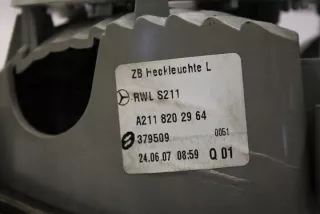 ZB Heckleuchte L
RWL S211
A211 820 29 64
379509 0051
24.06.07 08:59 Q 01